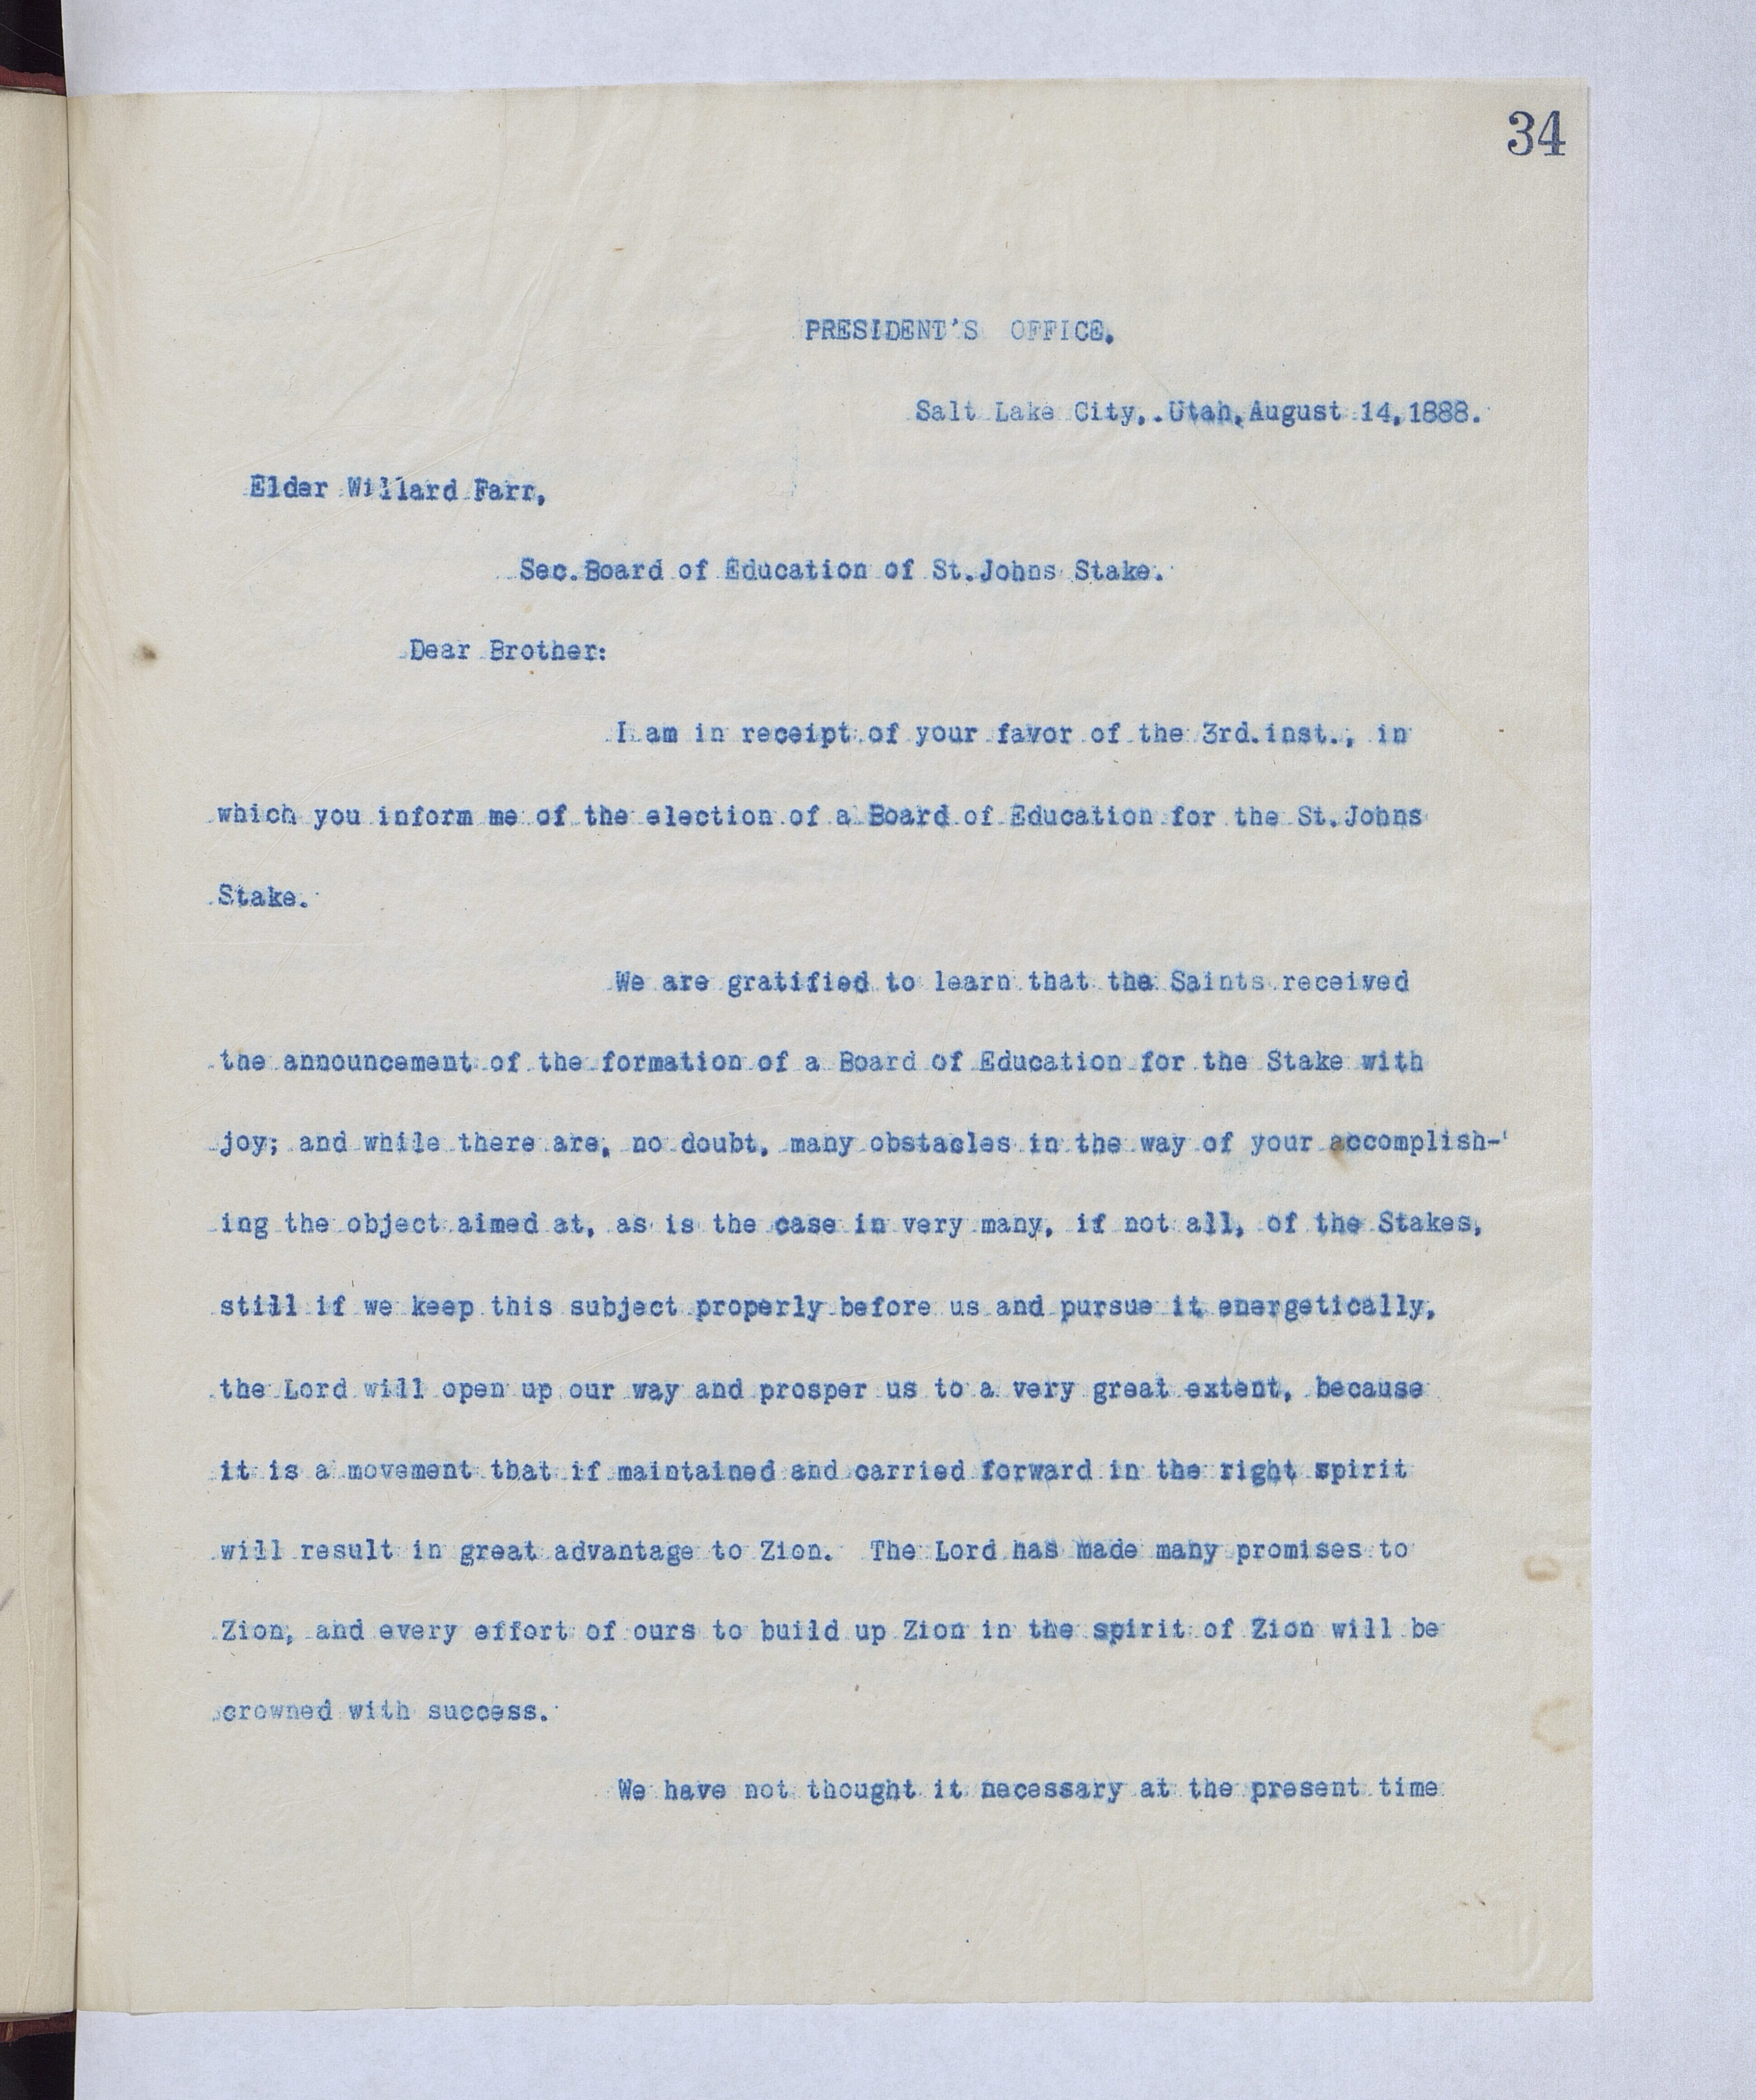 34
PRESIDENT'S OFFICE.
Salt Lake City, Utah, August 14, 1888.
Elder Willard Farr,
Sec. Board of Education of St. Johns Stake.
Dear Brother:
I am in receipt of your favor of the 3rd. inst., in
which you inform me of the election of a Board of Education for the St. Johns
Stake.
We are gratified to learn that the Saints received
the announcement of the formation of a Board of Education for the Stake with
joy; and while there are, no doubt, many obstacles in the way of your accomplish-
ing the object aimed at, as is the case in very many, if not all, of the Stakes,
still if we keep this subject properly before us and pursue it energetically,
the Lord will open up our way and prosper us to a very great extent, because
it is a movement that if maintained and carried forward in the right spirit
will result in great advantage to Zion. The Lord has made many promises to
Zion, and every effort of ours to build up Zion in the spirit of Zion will be
crowned with success.
We have not thought it necessary at the present time